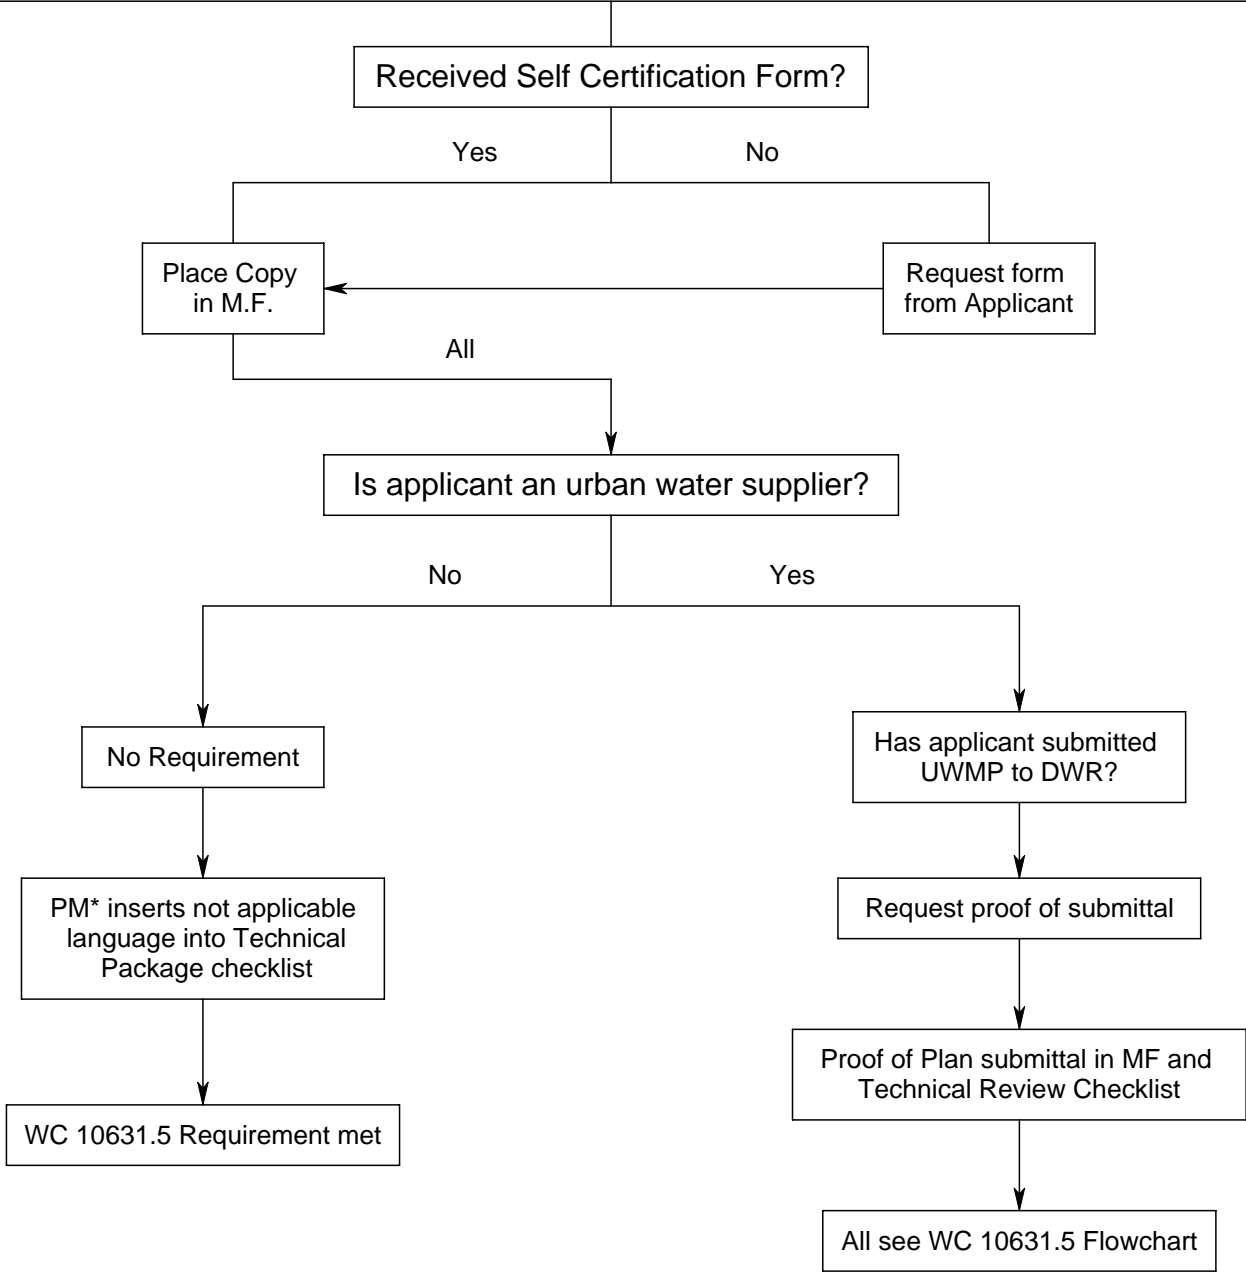 Received Self Certification Form?
Yes
No
Place Copy
in M.F.
Request form
from Applicant
All
Is applicant an urban water supplier?
No
Yes
No Requirement
Has applicant submitted
UWMP to DWR?
PM* inserts not applicable
language into Technical
Package checklist
Request proof of submittal
Proof of Plan submittal in MF and
Technical Review Checklist
WC 10631.5 Requirement met
All see WC 10631.5 Flowchart